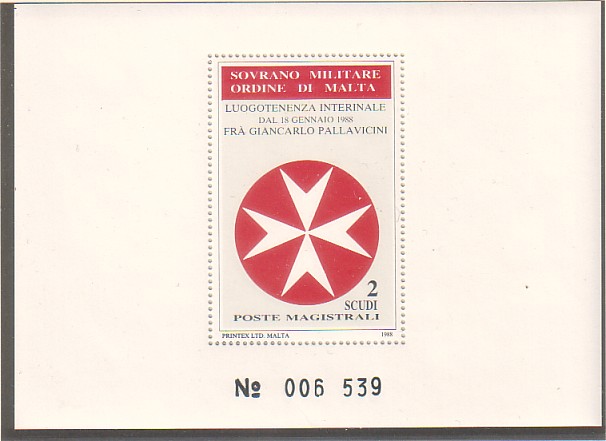 SOVRANO MILITARE
ORDINE DI MALTA
LUOGOTENENZA INTERINALE
DAL 18 GENNAIO 1988
FRÀ GIANCARLO PALLAVICINI
2
SCUDI
POSTE MAGISTRALI
PRINTEX LTD. MALTA 1988
Nº 006 539